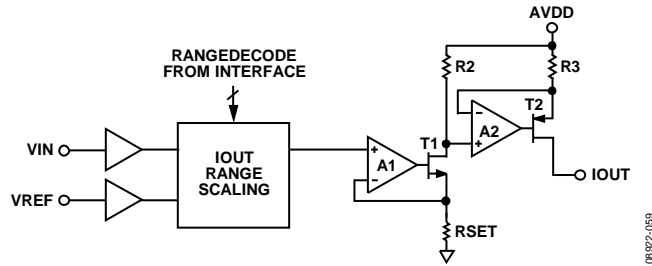 AVDD
RANGEDECODE
FROM INTERFACE
R2
R3
T2
VIN
IOUT
RANGE
SCALING
T1
A2
A1
VREF
IOUT
RSET
+
–
–
+
08922-059